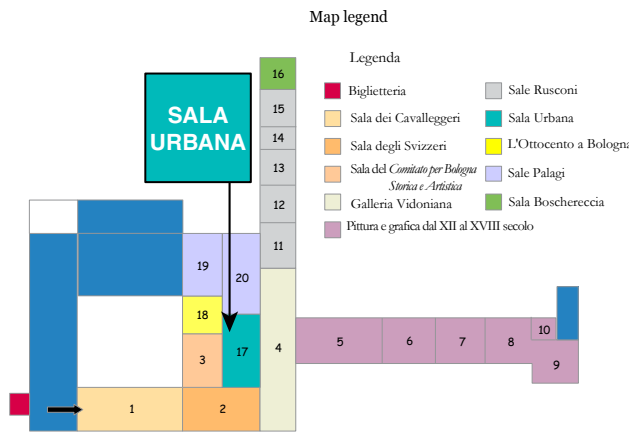 Map legend
Legenda
Biglietteria
Sala dei Cavalleggeri
Sala degli Svizzeri
Sala del Comitato per Bologna
Storica e Artistica
Galleria Vidoniana
Pittura e grafica dal XII al XVIII secolo
Sale Rusconi
Sala Urbana
L'Ottocento a Bologna
Sale Palagi
Sala Boschereccia
SALA
URBANA
16
15
14
13
12
11
19
20
18
17
3
4
5
6
7
8
10
9
1
2